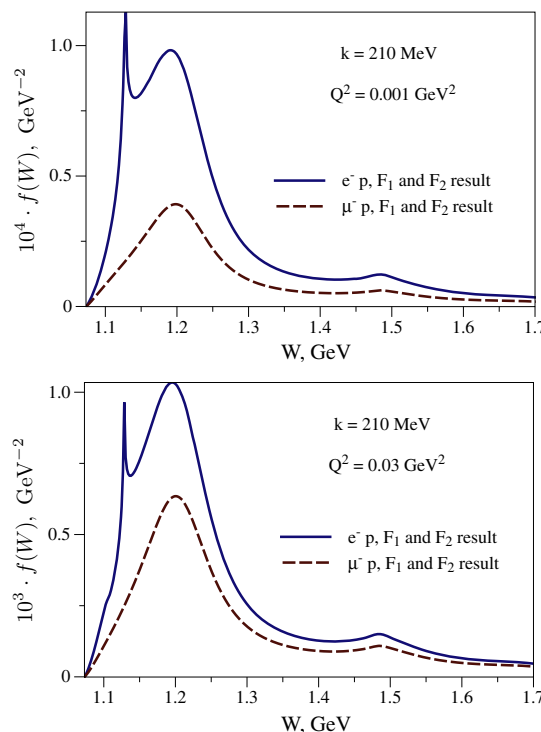 1.0
k = 210 MeV
Q² = 0.001 GeV²
10⁴ · f(W), GeV⁻²
0.5
e⁻ p, F₁ and F₂ result
μ⁻ p, F₁ and F₂ result
0
1.1 1.2 1.3 1.4 1.5 1.6 1.7
W, GeV
1.0
k = 210 MeV
Q² = 0.03 GeV²
10³ · f(W), GeV⁻²
0.5
e⁻ p, F₁ and F₂ result
μ⁻ p, F₁ and F₂ result
0
1.1 1.2 1.3 1.4 1.5 1.6 1.7
W, GeV